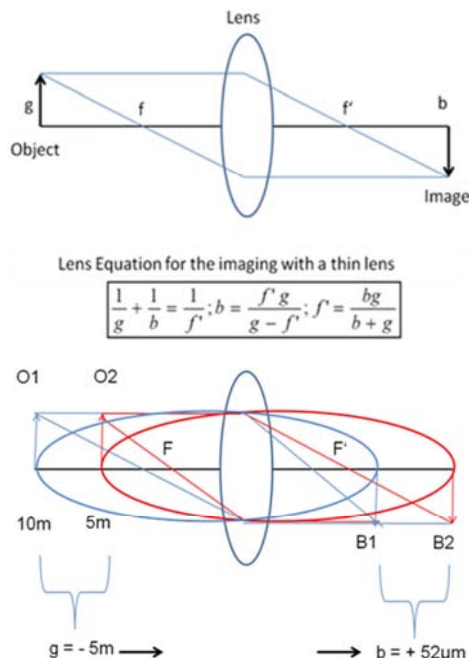 Lens
g
f
f'
b
Object
Image
Lens Equation for the imaging with a thin lens
1/g + 1/b = 1/f' ; b = f' g/(g − f') ; f' = bg/(b + g)
O1 O2
F
F'
10m 5m
B1 B2
g = - 5m
b = + 52µm